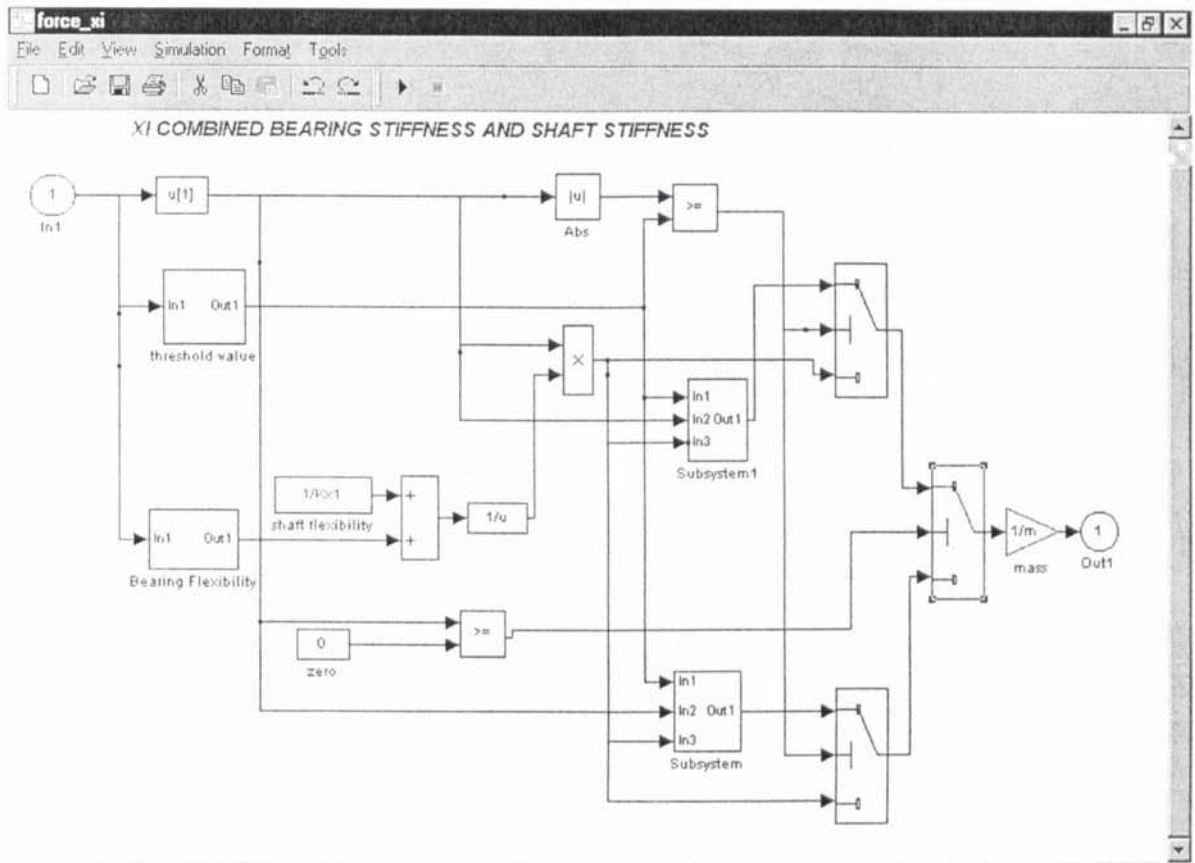 force_xi
File Edit View Simulation Format Tools
XI COMBINED BEARING STIFFNESS AND SHAFT STIFFNESS
1
In1
u[1]
|u|
Abs
>=
In1 Out1
threshold value
×
In1
In2 Out1
In3
Subsystem1
shaft flexibility
+
+
1/u
In1 Out1
Bearing Flexibility
1/m
mass
1
Out1
0
zero
>=
In1
In2 Out1
In3
Subsystem